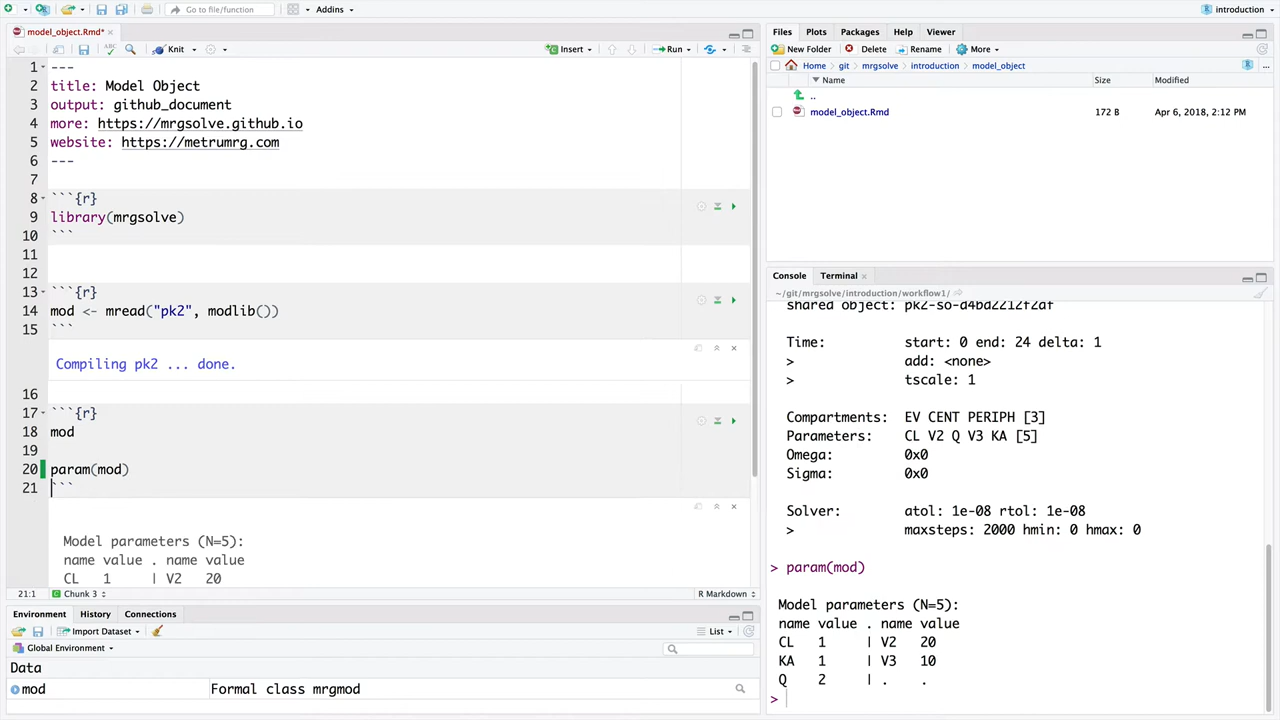 Go to file/function
Addins
introduction
model_object.Rmd*
Knit
Insert
Run
1 ---
2 title: Model Object
3 output: github_document
4 more: https://mrgsolve.github.io
5 website: https://metrumrg.com
6 ---
7
8 ```{r}
9 library(mrgsolve)
10 ```
11
12
13 ```{r}
14 mod <- mread("pk2", modlib())
15 ```
Compiling pk2 ... done.
16
17 ```{r}
18 mod
19
20 param(mod)
21 ```
Model parameters (N=5):
name value . name value
CL 1 | V2 20
21:1 Chunk 3 R Markdown
Environment History Connections
Import Dataset List
Global Environment
Data
mod Formal class mrgmod
Files Plots Packages Help Viewer
New Folder Delete Rename More
Home git mrgsolve introduction model_object ...
Name Size Modified
..
model_object.Rmd 172 B Apr 6, 2018, 2:12 PM
Console Terminal
~/git/mrgsolve/introduction/workflow1/
shared object: pk2-so-d4ba2212f2af
Time: start: 0 end: 24 delta: 1
> add: <none>
> tscale: 1
Compartments: EV CENT PERIPH [3]
Parameters: CL V2 Q V3 KA [5]
Omega: 0x0
Sigma: 0x0
Solver: atol: 1e-08 rtol: 1e-08
> maxsteps: 2000 hmin: 0 hmax: 0
> param(mod)
Model parameters (N=5):
name value . name value
CL 1 | V2 20
KA 1 | V3 10
Q 2 | . .
>